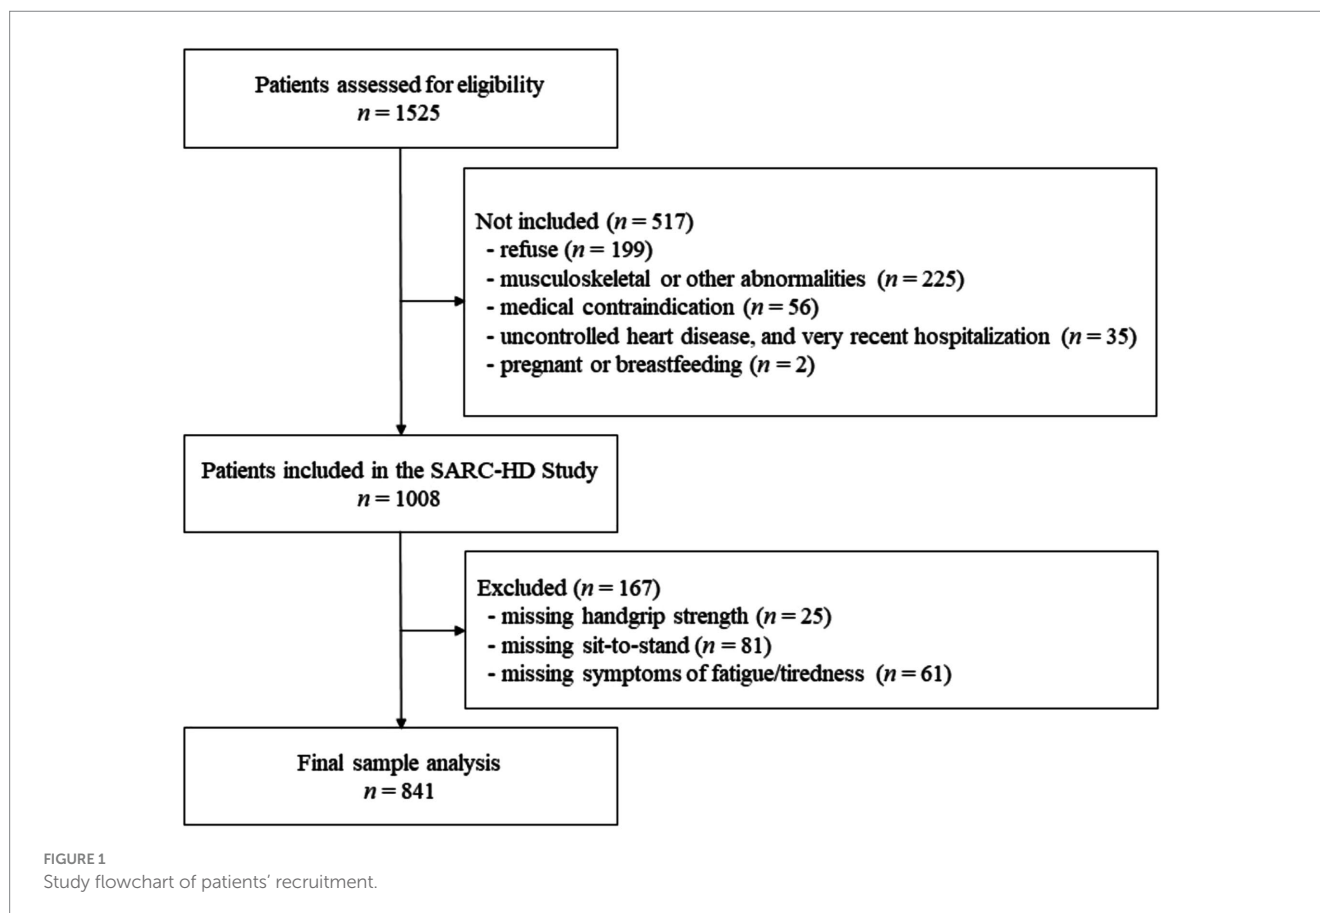 Patients assessed for eligibility
n = 1525
Not included (n = 517)
- refuse (n = 199)
- musculoskeletal or other abnormalities (n = 225)
- medical contraindication (n = 56)
- uncontrolled heart disease, and very recent hospitalization (n = 35)
- pregnant or breastfeeding (n = 2)
Patients included in the SARC-HD Study
n = 1008
Excluded (n = 167)
- missing handgrip strength (n = 25)
- missing sit-to-stand (n = 81)
- missing symptoms of fatigue/tiredness (n = 61)
Final sample analysis
n = 841
FIGURE 1
Study flowchart of patients’ recruitment.